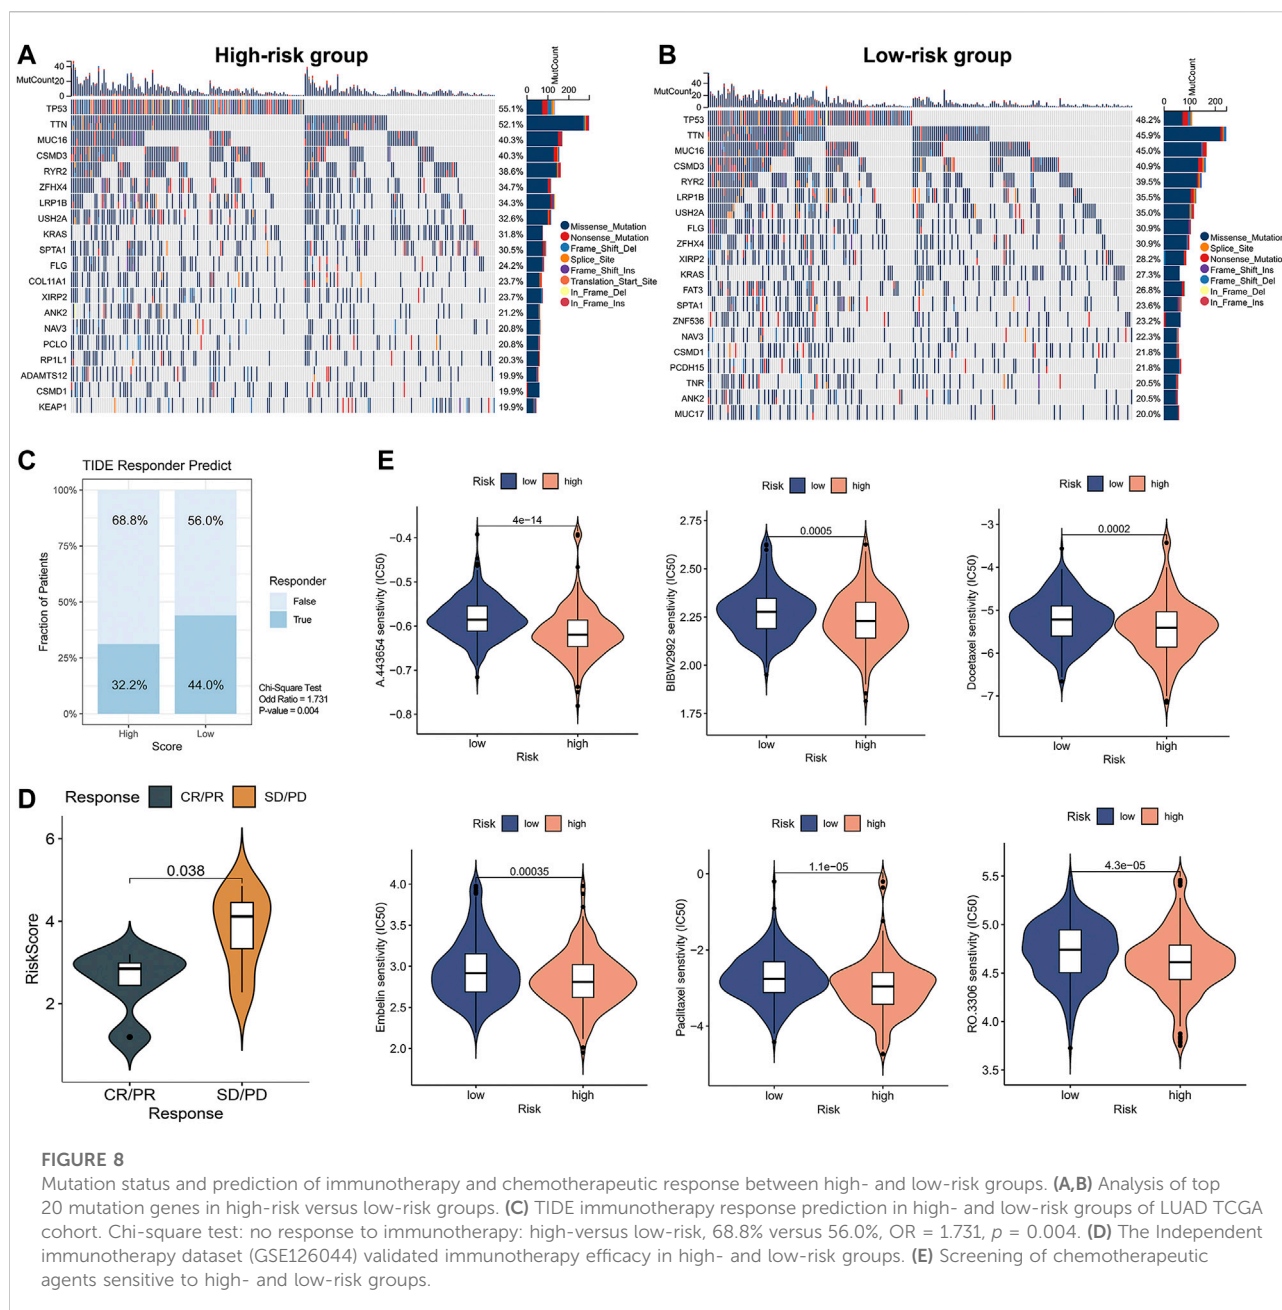 A
High-risk group
40
20
0
MutCount
MutCount
0 100 200
TP53 55.1%
TTN 52.1%
MUC16 40.3%
CSMD3 40.3%
RYR2 38.6%
ZFHX4 34.7%
LRP1B 34.3%
USH2A 32.6%
KRAS 31.8%
SPTA1 30.5%
FLG 24.2%
COL11A1 23.7%
XIRP2 23.7%
ANK2 21.2%
NAV3 20.8%
PCLO 20.8%
RP1L1 20.3%
ADAMTS12 19.9%
CSMD1 19.9%
KEAP1 19.9%
Missense_Mutation
Nonsense_Mutation
Frame_Shift_Del
Splice_Site
Frame_Shift_Ins
Translation_Start_Site
In_Frame_Del
In_Frame_Ins
B
Low-risk group
40
20
0
MutCount
MutCount
0 100 200
TP53 48.2%
TTN 45.9%
MUC16 45.0%
CSMD3 40.9%
RYR2 39.5%
LRP1B 35.5%
USH2A 35.0%
FLG 30.9%
ZFHX4 30.9%
XIRP2 28.2%
KRAS 27.3%
FAT3 26.8%
SPTA1 23.6%
ZNF536 23.2%
NAV3 22.3%
CSMD1 21.8%
PCDH15 21.8%
TNR 20.5%
ANK2 20.5%
MUC17 20.0%
Missense_Mutation
Splice_Site
Nonsense_Mutation
Frame_Shift_Ins
Frame_Shift_Del
In_Frame_Del
In_Frame_Ins
C
TIDE Responder Predict
Fraction of Patients
100%
75%
50%
25%
0%
68.8% 56.0%
32.2% 44.0%
High Low
Score
Responder
False
True
Chi-Square Test
Odd Ratio = 1.731
P-value = 0.004
D
Response CR/PR SD/PD
RiskScore
6
4
2
0.038
CR/PR SD/PD
Response
E
Risk low high
A.443654 senstivity (IC50)
−0.4
−0.5
−0.6
−0.7
−0.8
4e−14
low high
Risk
Risk low high
BIBW2992 senstivity (IC50)
2.75
2.50
2.25
2.00
1.75
0.0005
low high
Risk
Risk low high
Docetaxel senstivity (IC50)
−3
−4
−5
−6
−7
0.0002
low high
Risk
Risk low high
Embelin senstivity (IC50)
4.0
3.5
3.0
2.5
2.0
0.00035
low high
Risk
Risk low high
Paclitaxel senstivity (IC50)
0
−2
−4
1.1e−05
low high
Risk
Risk low high
RO.3306 senstivity (IC50)
5.5
5.0
4.5
4.0
3.5
4.3e−05
low high
Risk
FIGURE 8
Mutation status and prediction of immunotherapy and chemotherapeutic response between high- and low-risk groups. (A,B) Analysis of top
20 mutation genes in high-risk versus low-risk groups. (C) TIDE immunotherapy response prediction in high- and low-risk groups of LUAD TCGA
cohort. Chi-square test: no response to immunotherapy: high-versus low-risk, 68.8% versus 56.0%, OR = 1.731, p = 0.004. (D) The Independent
immunotherapy dataset (GSE126044) validated immunotherapy efficacy in high- and low-risk groups. (E) Screening of chemotherapeutic
agents sensitive to high- and low-risk groups.